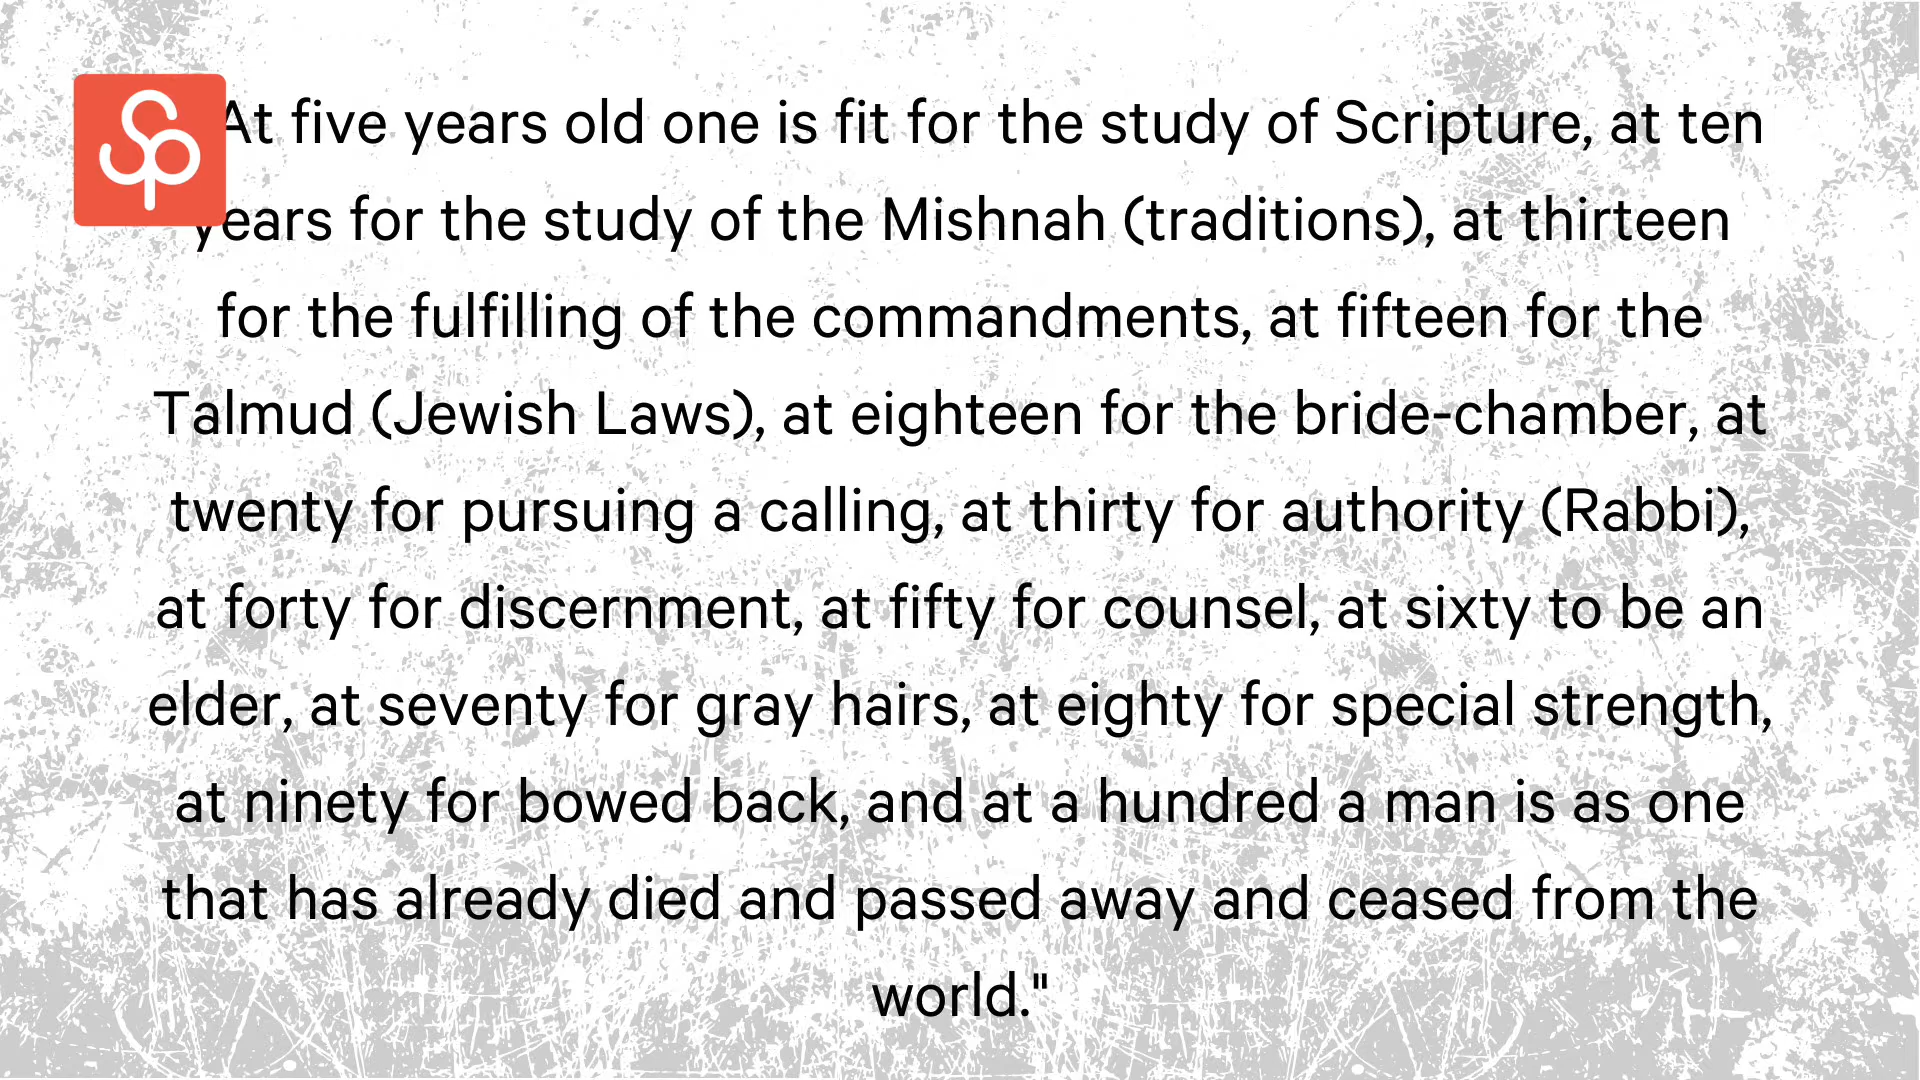 At five years old one is fit for the study of Scripture, at ten
years for the study of the Mishnah (traditions), at thirteen
for the fulfilling of the commandments, at fifteen for the
Talmud (Jewish Laws), at eighteen for the bride-chamber, at
twenty for pursuing a calling, at thirty for authority (Rabbi),
at forty for discernment, at fifty for counsel, at sixty to be an
elder, at seventy for gray hairs, at eighty for special strength,
at ninety for bowed back, and at a hundred a man is as one
that has already died and passed away and ceased from the
world."